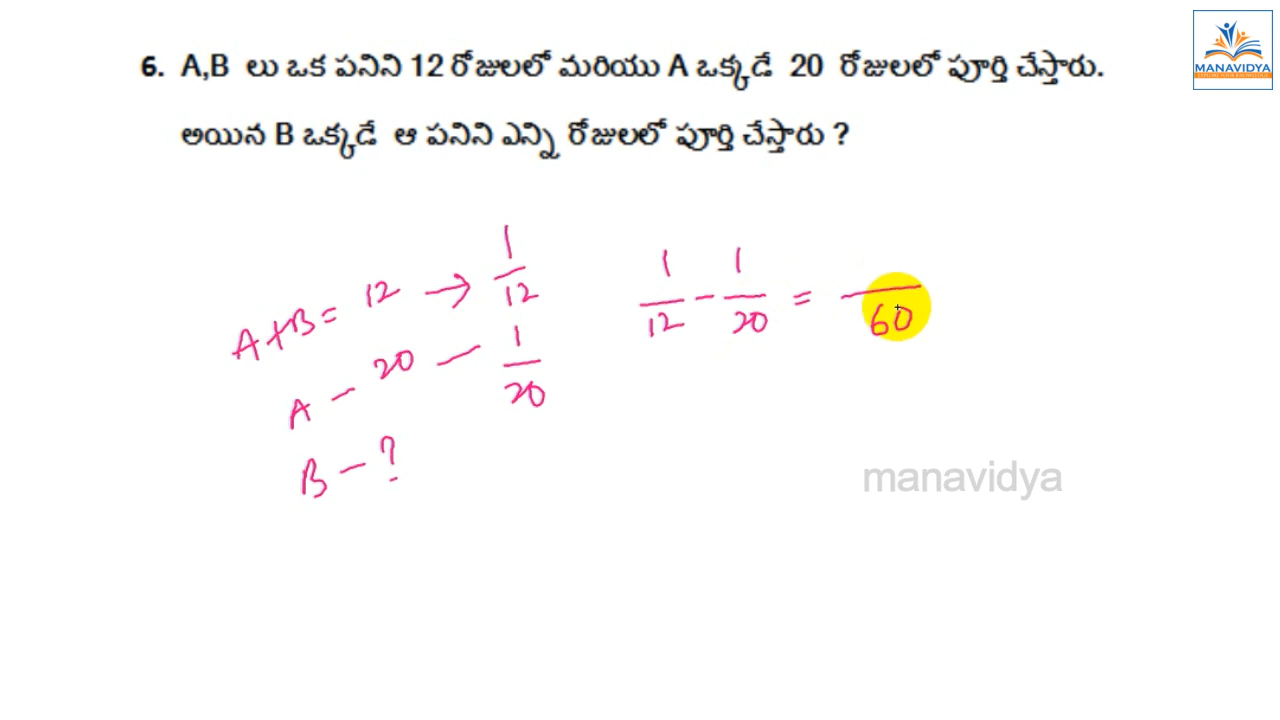 6. A,B లు ఒక పనిని 12 రోజులలో మరియు A ఒక్కడే 20 రోజులలో పూర్తి చేస్తారు.
అయిన B ఒక్కడే ఆ పనిని ఎన్ని రోజులలో పూర్తి చేస్తారు ?
A+B= 12 → 1/12
A - 20 - 1/20
B - ?
1/12 - 1/20 = /60
manavidya
MANAVIDYA